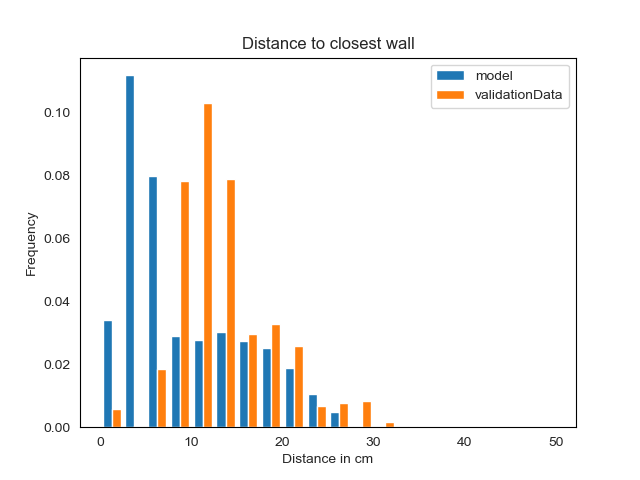 Distance to closest wall
model
validationData
Frequency
0.10
0.08
0.06
0.04
0.02
0.00
0 10 20 30 40 50
Distance in cm